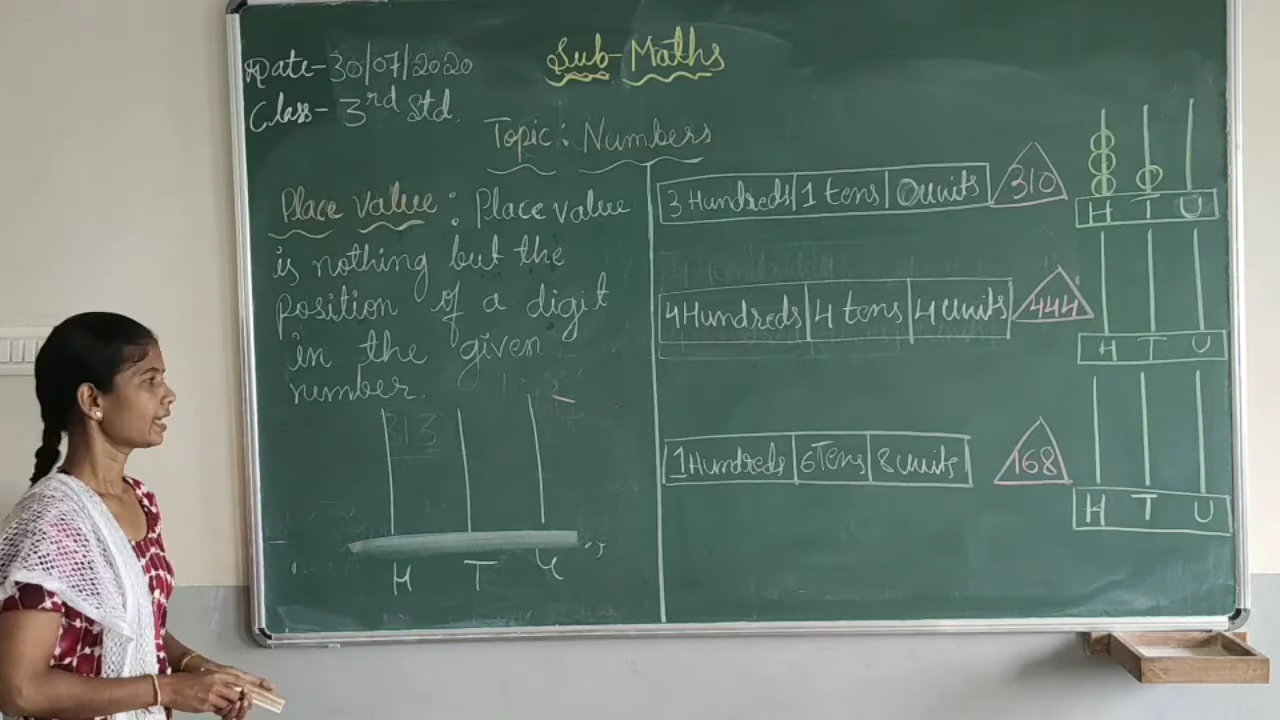 Date- 30/07/2020
Sub- Maths
Class- 3rd Std.
Topic: Numbers
Place value: Place value
is nothing but the
position of a digit
in the given
number.
313
H T U
3 Hundreds 1 tens 0 units 310
H T U
4 Hundreds 4 tens 4 units 444
H T U
1 Hundreds 6 Tens 8 units 168
H T U